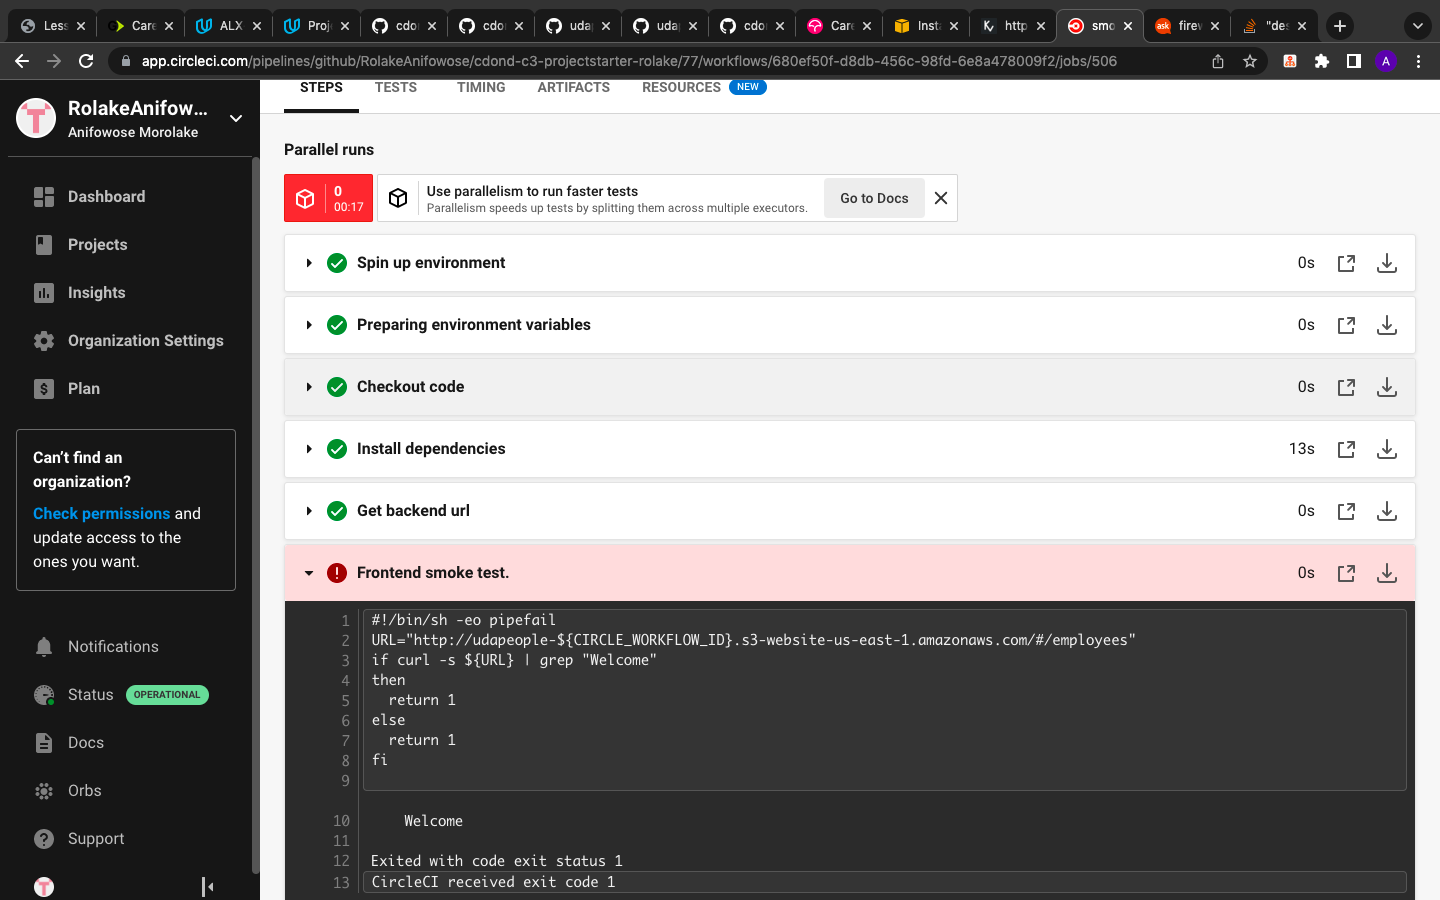 Less
Care
ALX
Proje
cdo
cdo
uda
uda
cdo
Care
Inst
http
smo
ask
firew
"des
app.circleci.com/pipelines/github/RolakeAnifowose/cdond-c3-projectstarter-rolake/77/workflows/680ef50f-d8db-456c-98fd-6e8a478009f2/jobs/506
A
RolakeAnifow...
Anifowose Morolake
Dashboard
Projects
Insights
Organization Settings
Plan
Can't find an
organization?
Check permissions and
update access to the
ones you want.
Notifications
Status OPERATIONAL
Docs
Orbs
Support
STEPS TESTS TIMING ARTIFACTS RESOURCES NEW
Parallel runs
0
00:17
Use parallelism to run faster tests
Parallelism speeds up tests by splitting them across multiple executors.
Go to Docs
Spin up environment 0s
Preparing environment variables 0s
Checkout code 0s
Install dependencies 13s
Get backend url 0s
Frontend smoke test. 0s
1 #!/bin/sh -eo pipefail
2 URL="http://udapeople-${CIRCLE_WORKFLOW_ID}.s3-website-us-east-1.amazonaws.com/#/employees"
3 if curl -s ${URL} | grep "Welcome"
4 then
5 return 1
6 else
7 return 1
8 fi
9
10 Welcome
11
12 Exited with code exit status 1
13 CircleCI received exit code 1